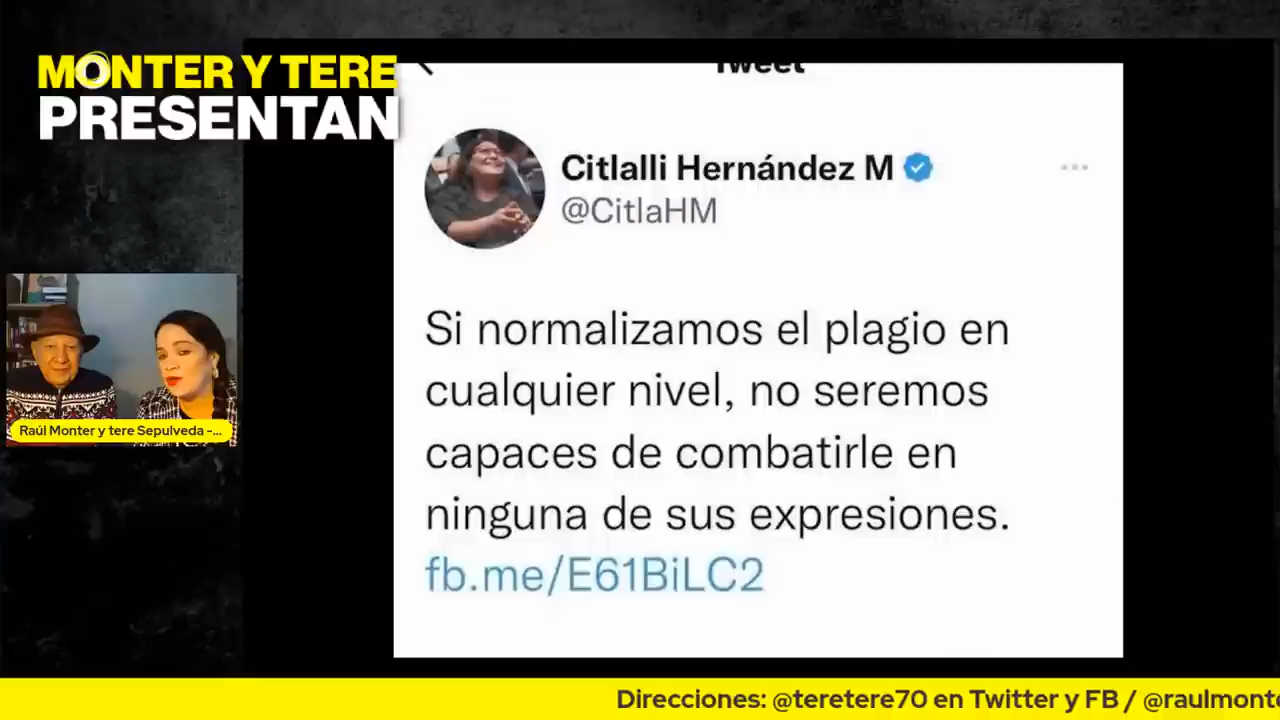 MONTER Y TERE
PRESENTAN
Tweet
Citlalli Hernández M
@CitlaHM
Si normalizamos el plagio en
cualquier nivel, no seremos
capaces de combatirle en
ninguna de sus expresiones.
fb.me/E61BiLC2
Raúl Monter y tere Sepulveda -...
Direcciones: @teretere70 en Twitter y FB / @raulmont